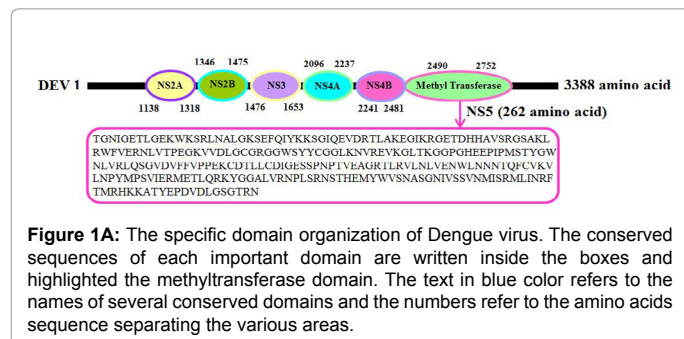 1346 1475 2096 2237 2490 2752
DEV 1 NS2A NS2B NS3 NS4A NS4B Methyl Transferase 3388 amino acid
1138 1318 1476 1653 2241 2481
NS5 (262 amino acid)
TGNIGETLGEKWKSRLNALGKSEFQIYKKSGIQEVDRTLAKEGIKRGETDHHAVSRGSAKL
RWFVERNLVTPEGKVVDLGCGRGGWSYYCGGLKNVREVKGLTKGGPGHEEPIPMSTYGW
NLVRLQSGVDVFFVPPEKCDTLLCDIGESSPNPTVEAGRTLRVLNLVENWLNNNTQFCVKV
LNPYMPSVIERMETLQRKYGGALVRNPLSRNSTHEMYWVSNASGNIVSSVNMISRMLINRF
TMRHKKATYEPDVDLGSGTRN
Figure 1A: The specific domain organization of Dengue virus. The conserved
sequences of each important domain are written inside the boxes and
highlighted the methyltransferase domain. The text in blue color refers to the
names of several conserved domains and the numbers refer to the amino acids
sequence separating the various areas.